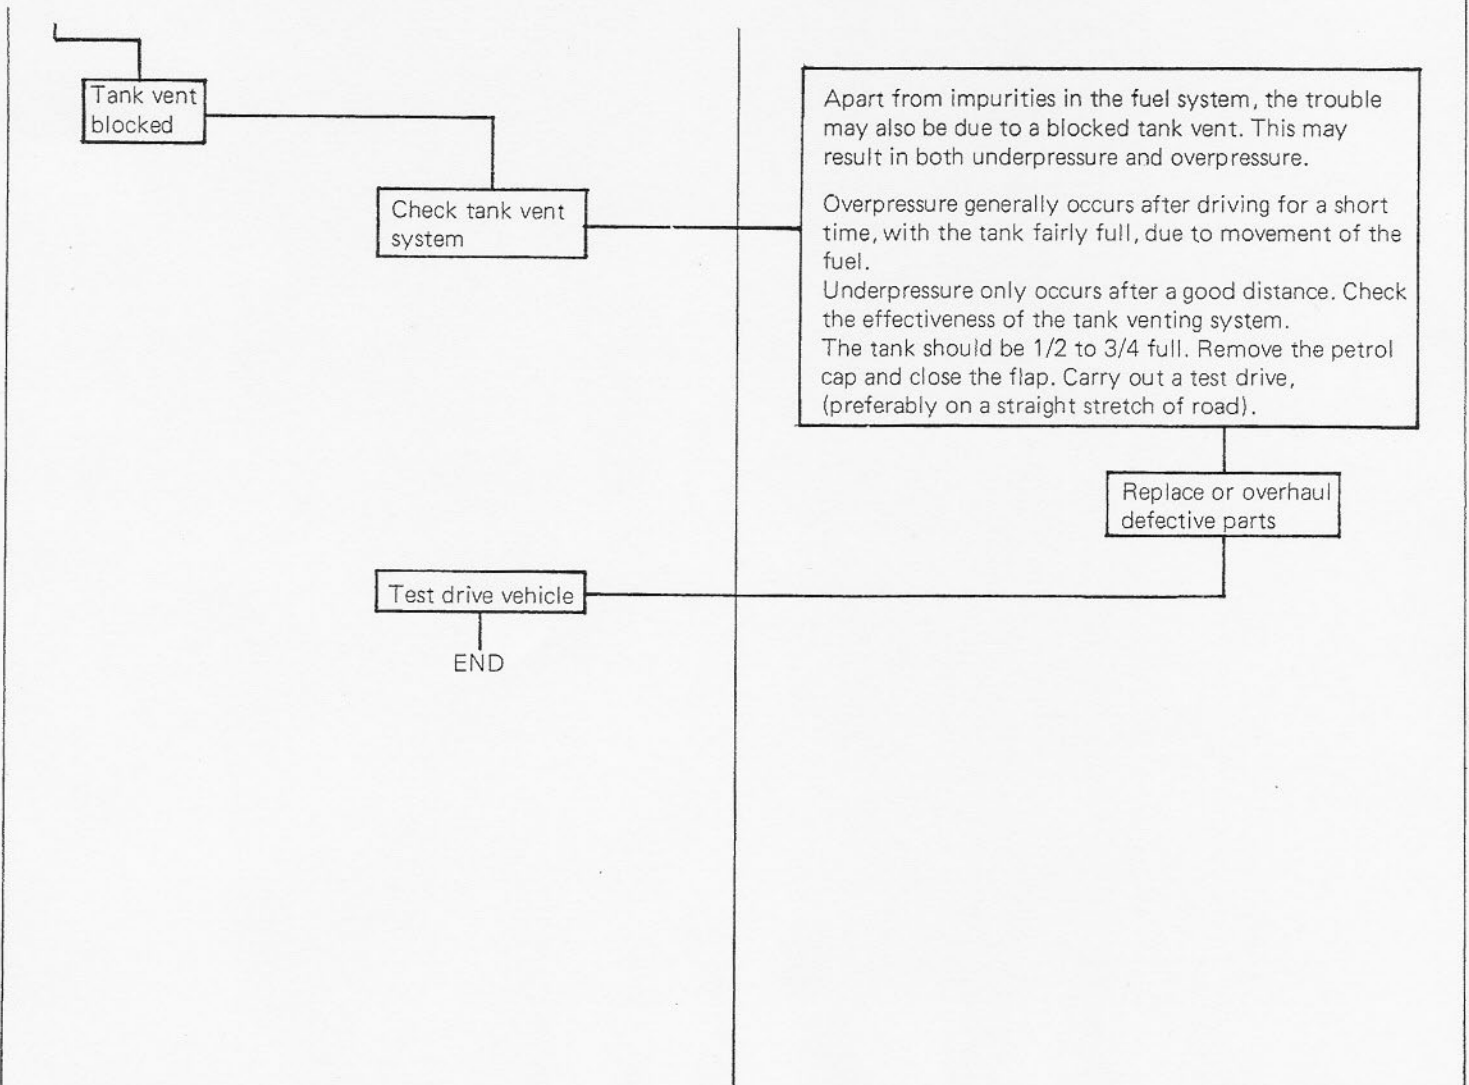 Tank vent
blocked
Check tank vent
system
Apart from impurities in the fuel system, the trouble
may also be due to a blocked tank vent. This may
result in both underpressure and overpressure.
Overpressure generally occurs after driving for a short
time, with the tank fairly full, due to movement of the
fuel.
Underpressure only occurs after a good distance. Check
the effectiveness of the tank venting system.
The tank should be 1/2 to 3/4 full. Remove the petrol
cap and close the flap. Carry out a test drive,
(preferably on a straight stretch of road).
Replace or overhaul
defective parts
Test drive vehicle
END